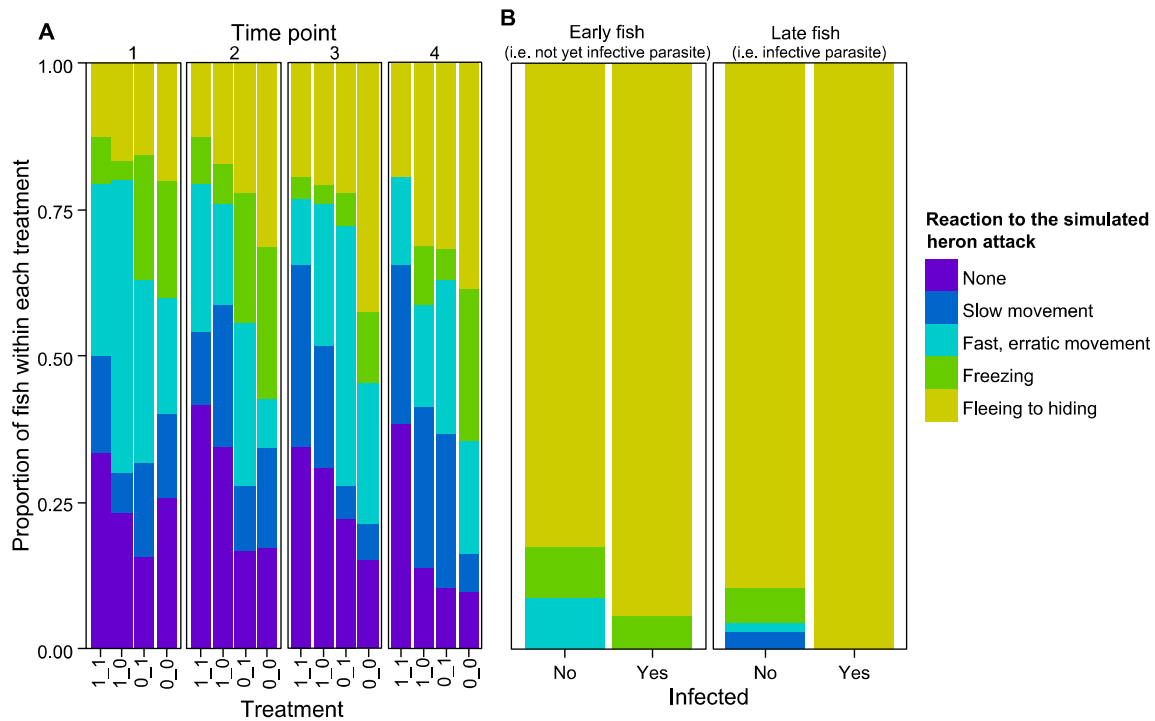 A
Time point
1
2
3
4
Proportion of fish within each treatment
1.00
0.75
0.50
0.25
0.00
1_1
1_0
0_1
0_0
1_1
1_0
0_1
0_0
1_1
1_0
0_1
0_0
1_1
1_0
0_1
0_0
Treatment
B
Early fish
(i.e. not yet infective parasite)
Late fish
(i.e. infective parasite)
No
Yes
No
Yes
Infected
Reaction to the simulated
heron attack
None
Slow movement
Fast, erratic movement
Freezing
Fleeing to hiding